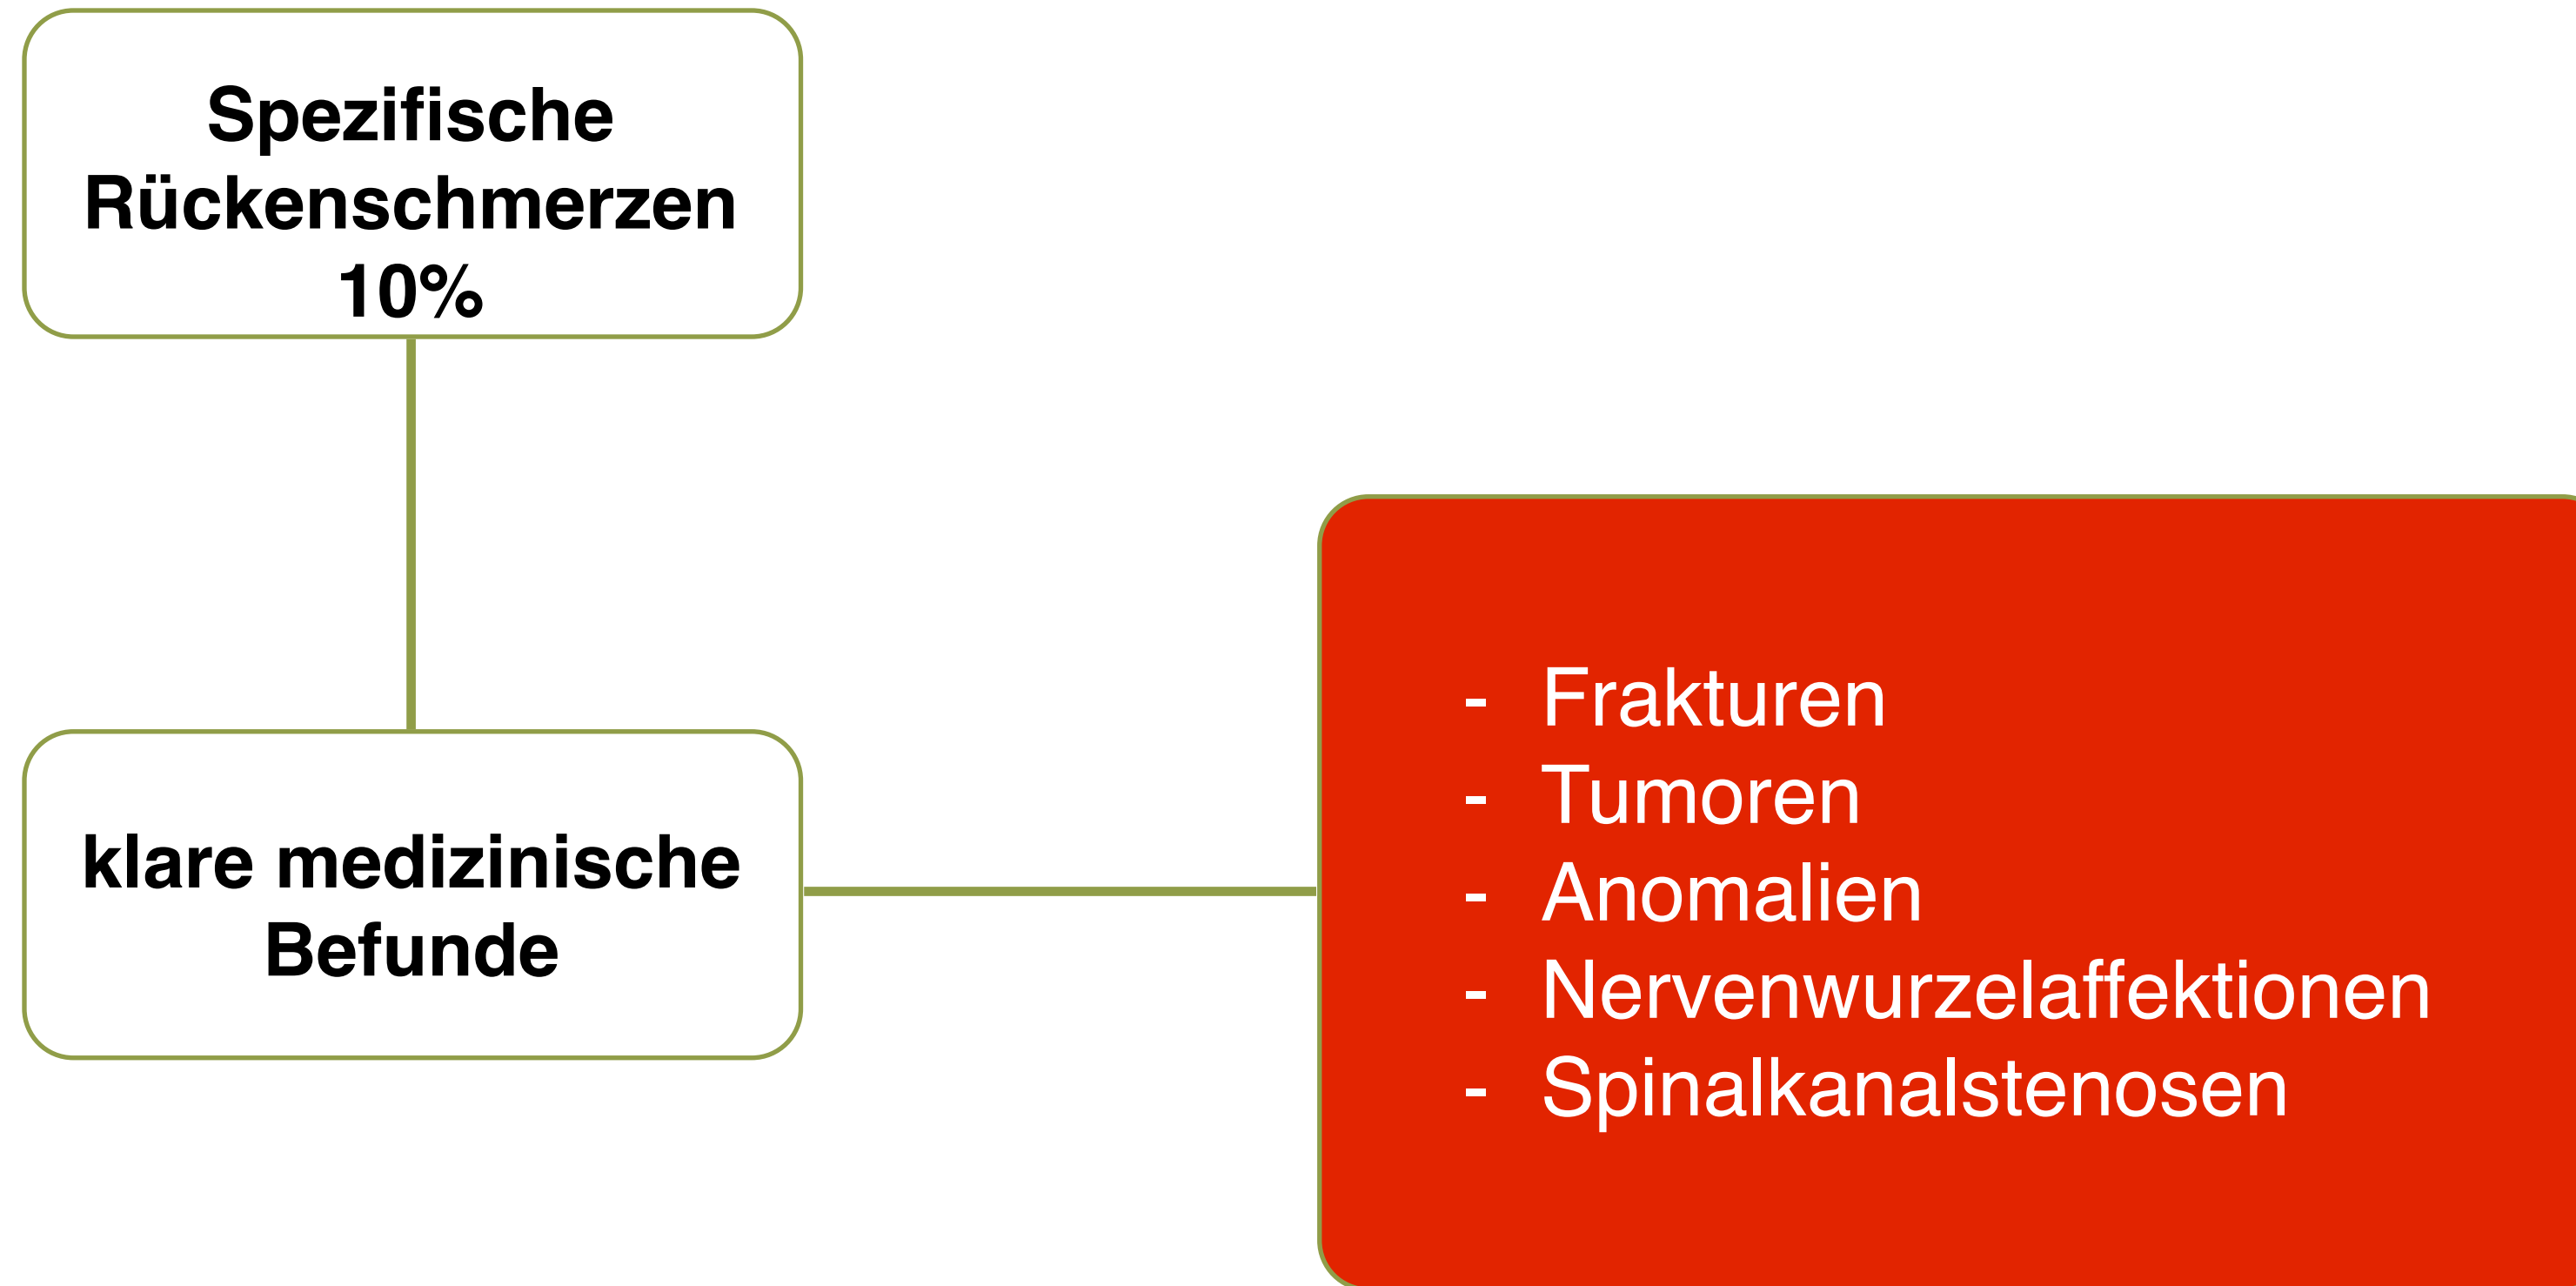 Spezifische
Rückenschmerzen
10%
klare medizinische
Befunde
- Frakturen
- Tumoren
- Anomalien
- Nervenwurzelaffektionen
- Spinalkanalstenosen